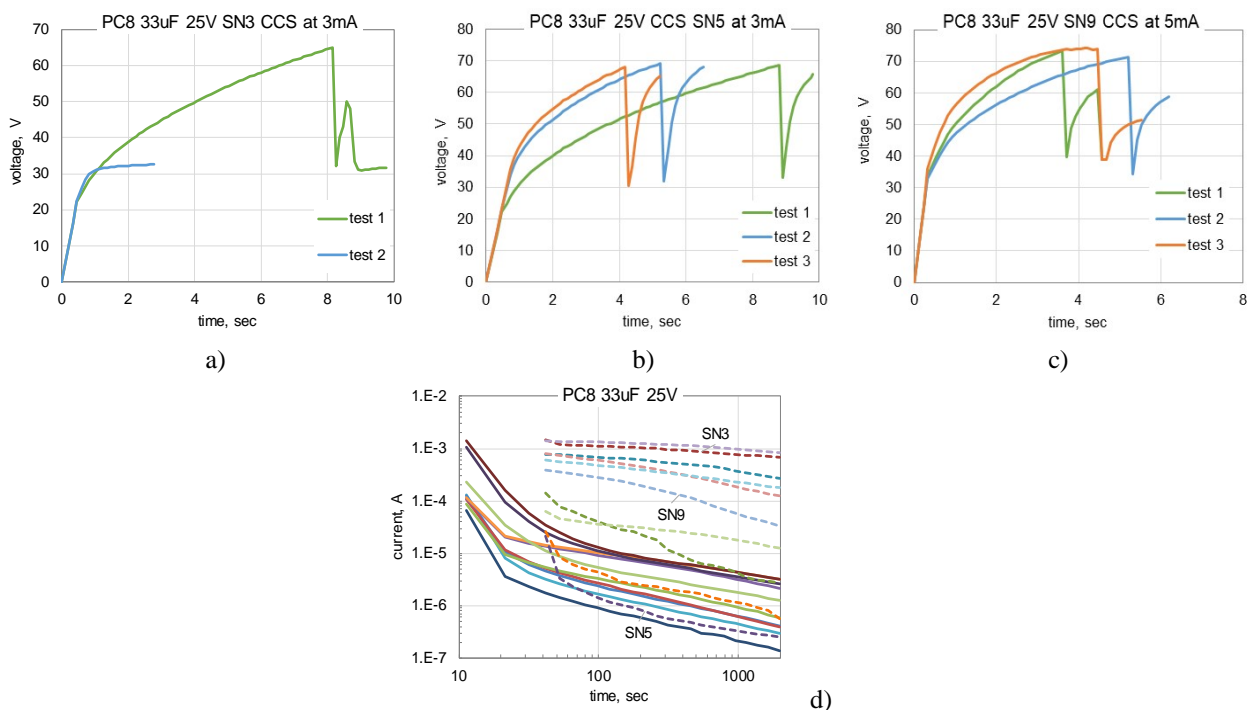 PC8 33uF 25V SN3 CCS at 3mA
70
60
50
40
30
20
10
0
voltage, V
0 2 4 6 8 10
time, sec
test 1
test 2
a)
PC8 33uF 25V CCS SN5 at 3mA
80
70
60
50
40
30
20
10
0
voltage, V
0 2 4 6 8 10
time, sec
test 1
test 2
test 3
b)
PC8 33uF 25V SN9 CCS at 5mA
80
70
60
50
40
30
20
10
0
voltage, V
0 2 4 6 8
time, sec
test 1
test 2
test 3
c)
PC8 33uF 25V
1.E-2
1.E-3
1.E-4
1.E-5
1.E-6
1.E-7
current, A
SN3
SN9
SN5
10 100 1000
time, sec
d)